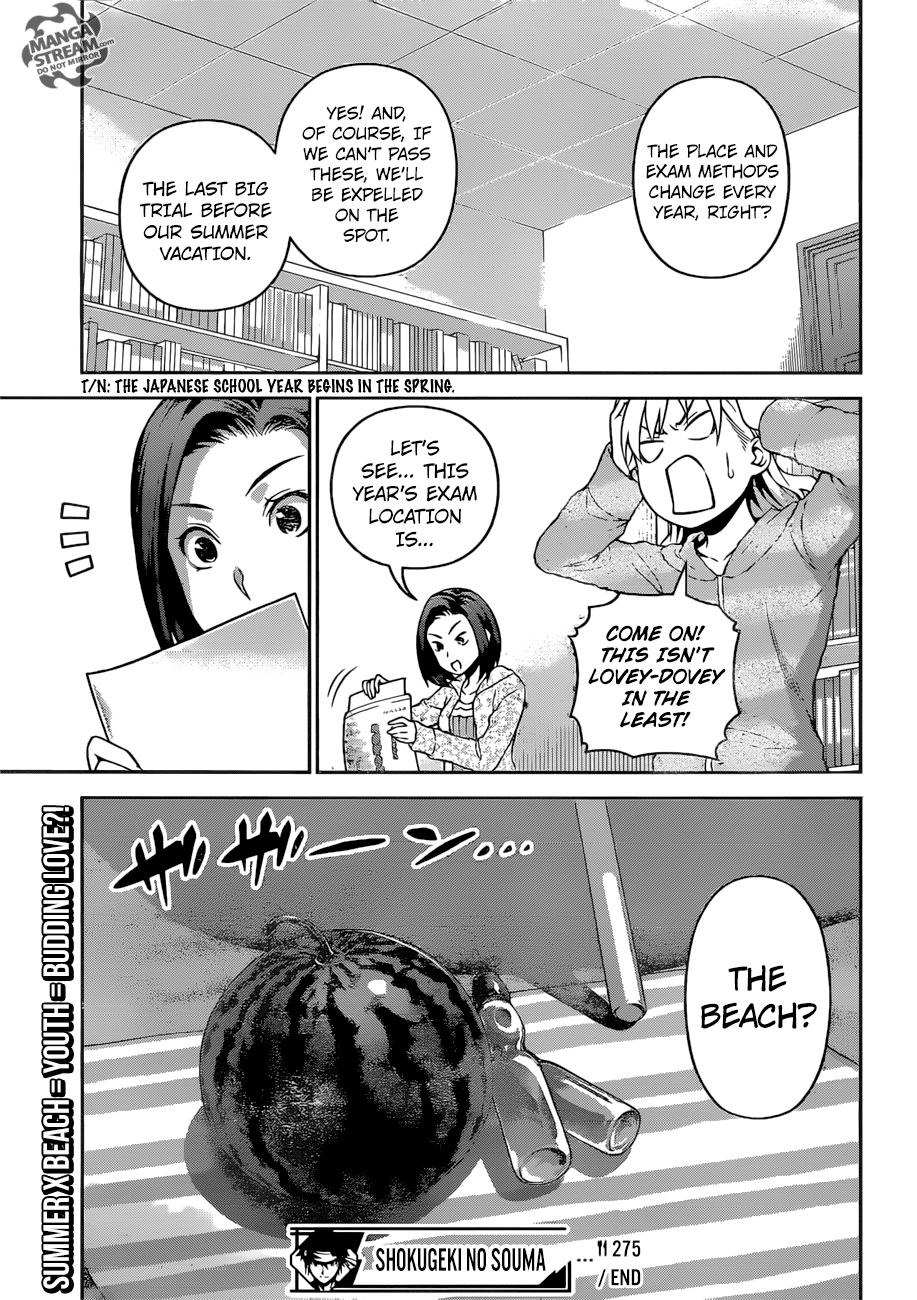 MANGA
STREAM.com
DO NOT MIRROR
THE PLACE AND
EXAM METHODS
CHANGE EVERY
YEAR, RIGHT?
YES! AND,
OF COURSE, IF
WE CAN'T PASS
THESE, WE'LL
BE EXPELLED
ON THE
SPOT.
THE LAST BIG
TRIAL BEFORE
OUR SUMMER
VACATION.
T/N: THE JAPANESE SCHOOL YEAR BEGINS IN THE SPRING.
COME ON!
THIS ISN'T
LOVEY-DOVEY
IN THE
LEAST!
LET'S
SEE... THIS
YEAR'S EXAM
LOCATION
IS...
ザザーン...
THE
BEACH?
SUMMER X BEACH = YOUTH = BUDDING LOVE?!
SHOKUGEKI NO SOUMA
... 275
/ END